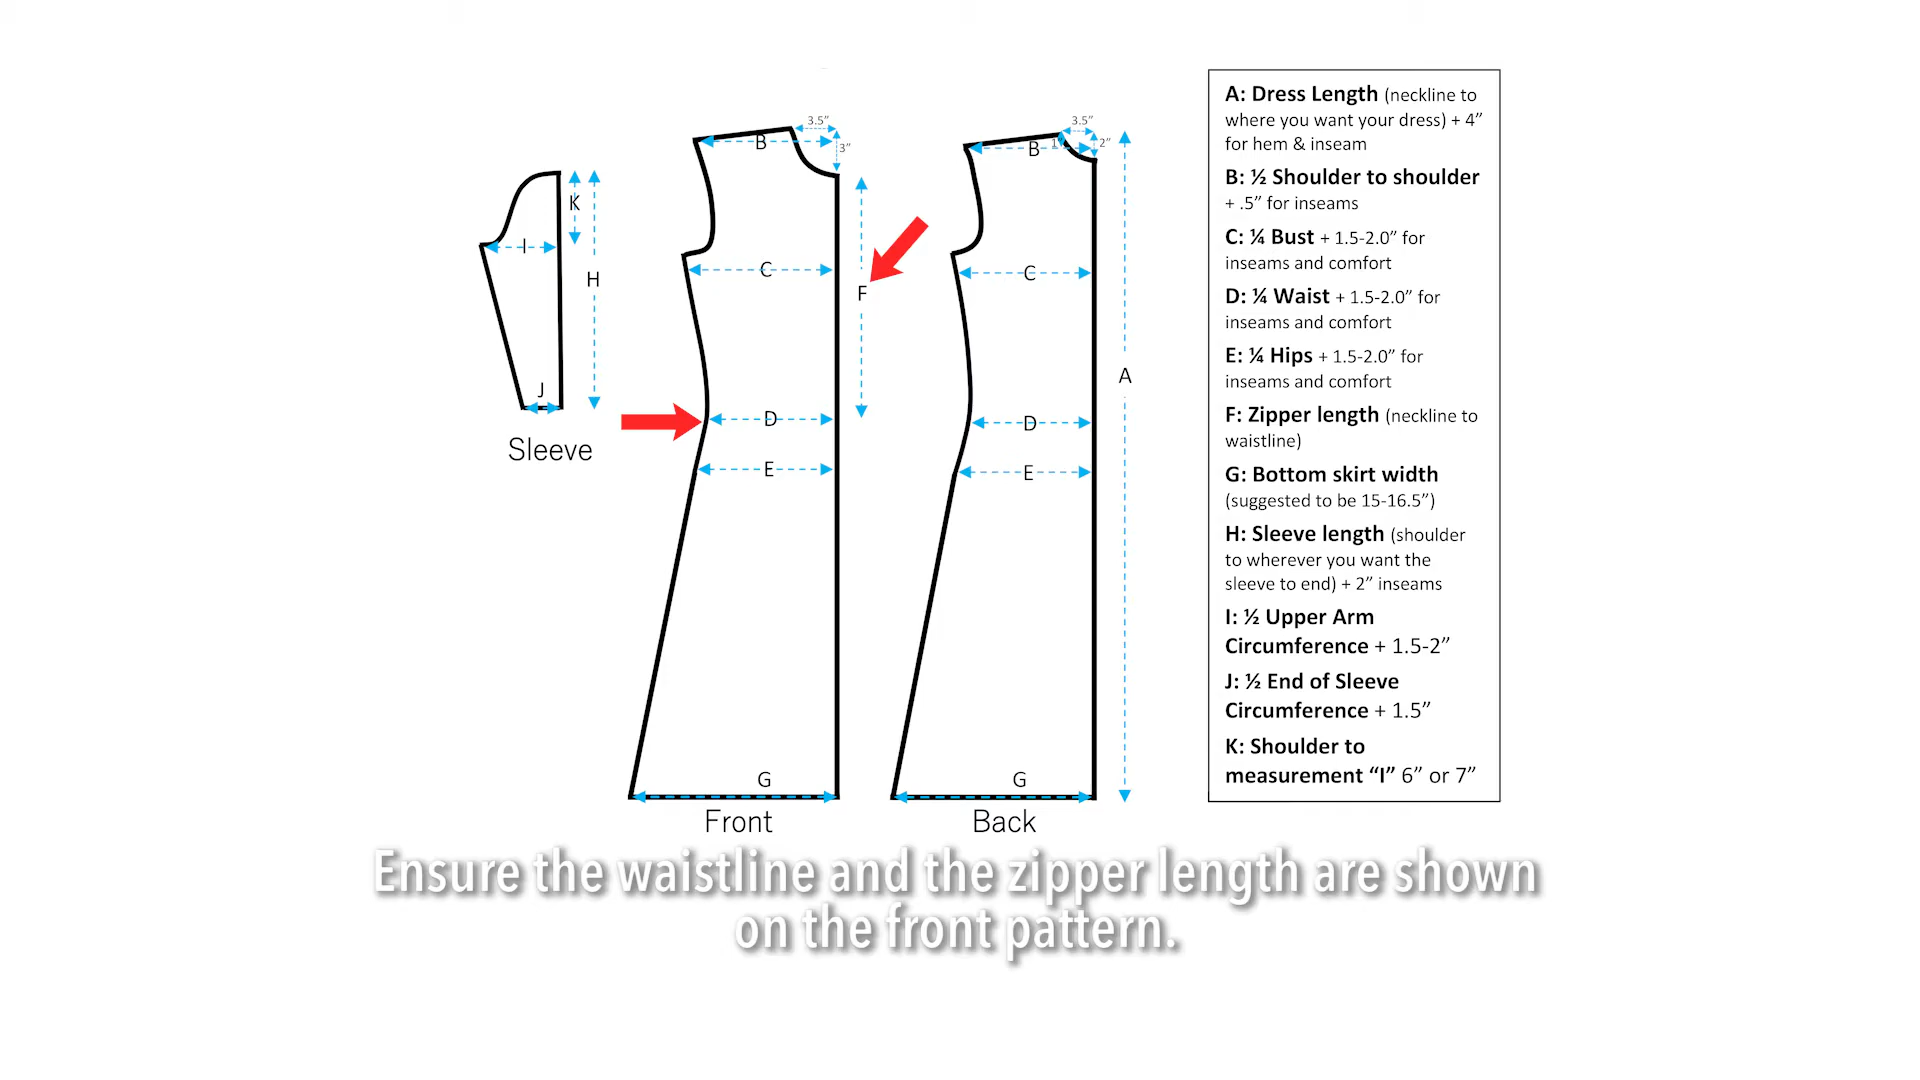 3.5”
B
3”
K
I
H
J
Sleeve
C
F
D
E
G
Front
3.5”
1”
2”
B
C
A
D
E
G
Back
A: Dress Length (neckline to
where you want your dress) + 4”
for hem & inseam
B: ½ Shoulder to shoulder
+ .5” for inseams
C: ¼ Bust + 1.5-2.0” for
inseams and comfort
D: ¼ Waist + 1.5-2.0” for
inseams and comfort
E: ¼ Hips + 1.5-2.0” for
inseams and comfort
F: Zipper length (neckline to
waistline)
G: Bottom skirt width
(suggested to be 15-16.5”)
H: Sleeve length (shoulder
to wherever you want the
sleeve to end) + 2” inseams
I: ½ Upper Arm
Circumference + 1.5-2”
J: ½ End of Sleeve
Circumference + 1.5”
K: Shoulder to
measurement “I” 6” or 7”
Ensure the waistline and the zipper length are shown
on the front pattern.